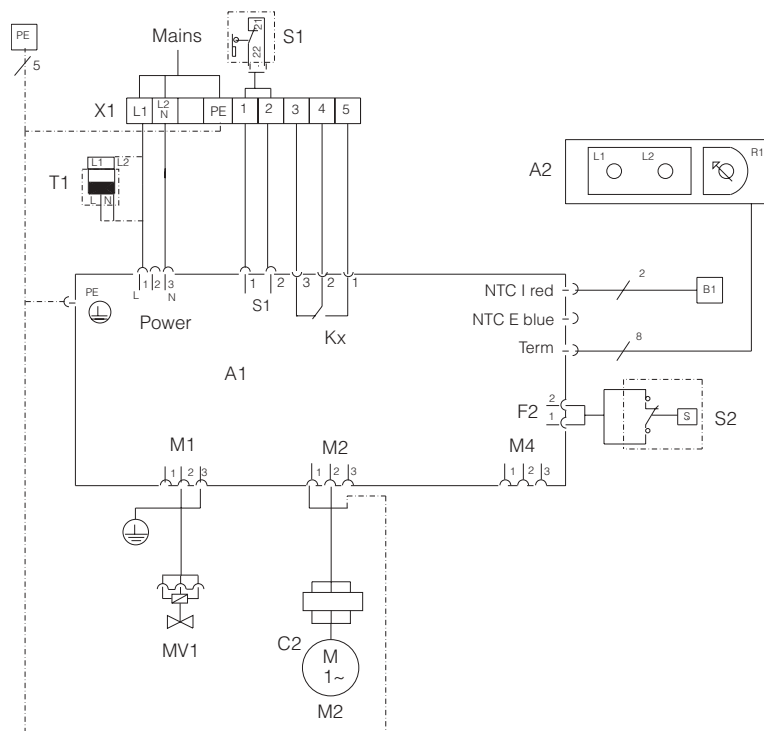 PE
5
Mains
21
22
S1
X1
L1
L2
N
PE
1
2
3
4
5
T1
L1
L2
L
N
A2
L1
L2
R1
PE
L
1
2
3
N
Power
1
2
S1
3
2
1
Kx
NTC I red
2
B1
NTC E blue
Term
8
A1
F2
2
1
S
S2
M1
1
2
3
M2
1
2
3
M4
1
2
3
MV1
C2
M
1~
M2